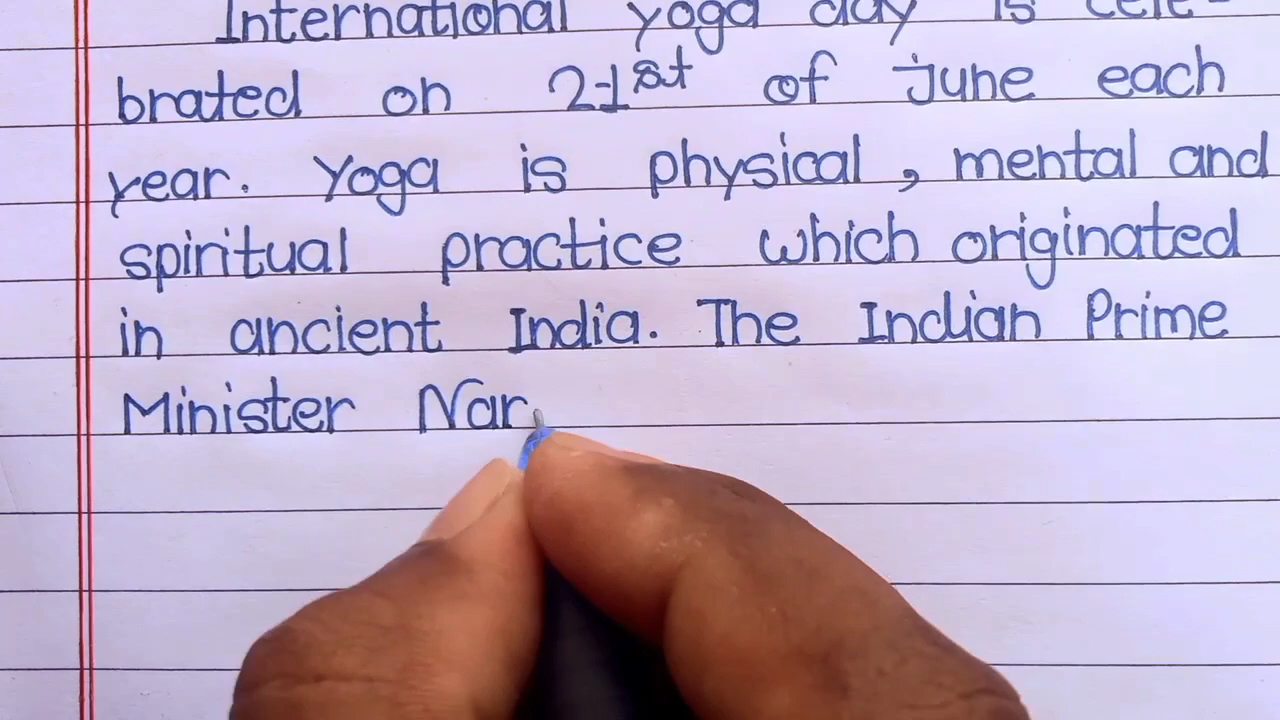 International yoga day is cele-
brated on 21st of june each
year. Yoga is physical, mental and
spiritual practice which originated
in ancient India. The Indian Prime
Minister Nar